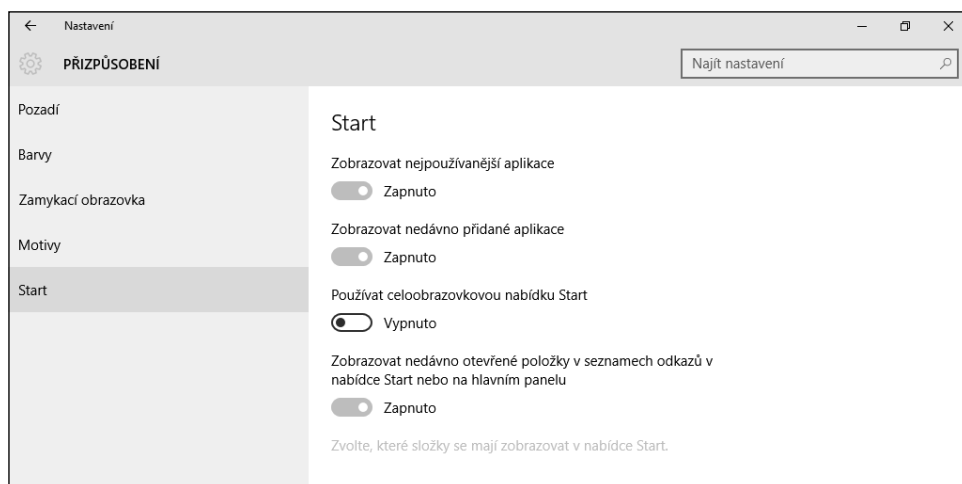 Nastavení
PŘIZPŮSOBENÍ
Najít nastavení
Pozadí
Barvy
Zamykací obrazovka
Motivy
Start
Start
Zobrazovat nejpoužívanější aplikace
Zapnuto
Zobrazovat nedávno přidané aplikace
Zapnuto
Používat celoobrazovkovou nabídku Start
Vypnuto
Zobrazovat nedávno otevřené položky v seznamech odkazů v
nabídce Start nebo na hlavním panelu
Zapnuto
Zvolte, které složky se mají zobrazovat v nabídce Start.